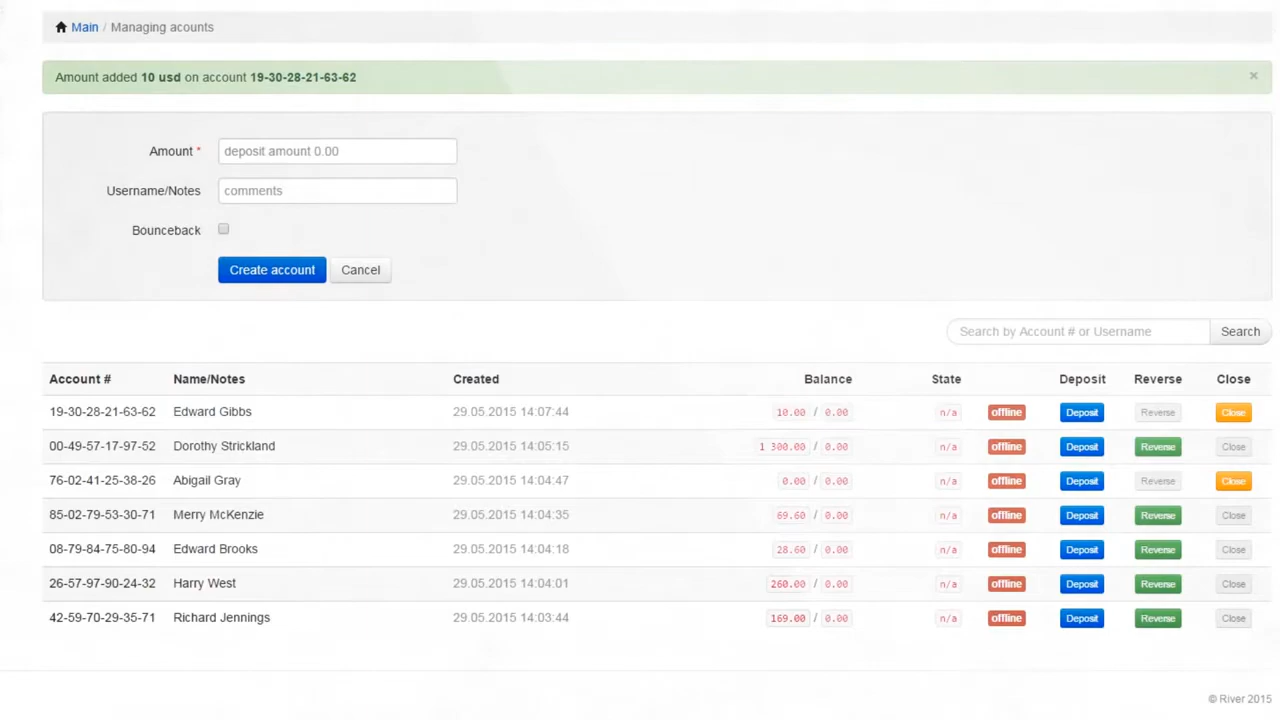 Main / Managing acounts
Amount added 10 usd on account 19-30-28-21-63-62 ×
Amount * deposit amount 0.00
Username/Notes comments
Bounceback
Create account Cancel
Search by Account # or Username Search
Account # Name/Notes Created Balance State Deposit Reverse Close
19-30-28-21-63-62 Edward Gibbs 29.05.2015 14:07:44 10.00 / 0.00 n/a offline Deposit Reverse Close
00-49-57-17-97-52 Dorothy Strickland 29.05.2015 14:05:15 1 300.00 / 0.00 n/a offline Deposit Reverse Close
76-02-41-25-38-26 Abigail Gray 29.05.2015 14:04:47 0.00 / 0.00 n/a offline Deposit Reverse Close
85-02-79-53-30-71 Merry McKenzie 29.05.2015 14:04:35 69.60 / 0.00 n/a offline Deposit Reverse Close
08-79-84-75-80-94 Edward Brooks 29.05.2015 14:04:18 28.60 / 0.00 n/a offline Deposit Reverse Close
26-57-97-90-24-32 Harry West 29.05.2015 14:04:01 260.00 / 0.00 n/a offline Deposit Reverse Close
42-59-70-29-35-71 Richard Jennings 29.05.2015 14:03:44 169.00 / 0.00 n/a offline Deposit Reverse Close
© River 2015